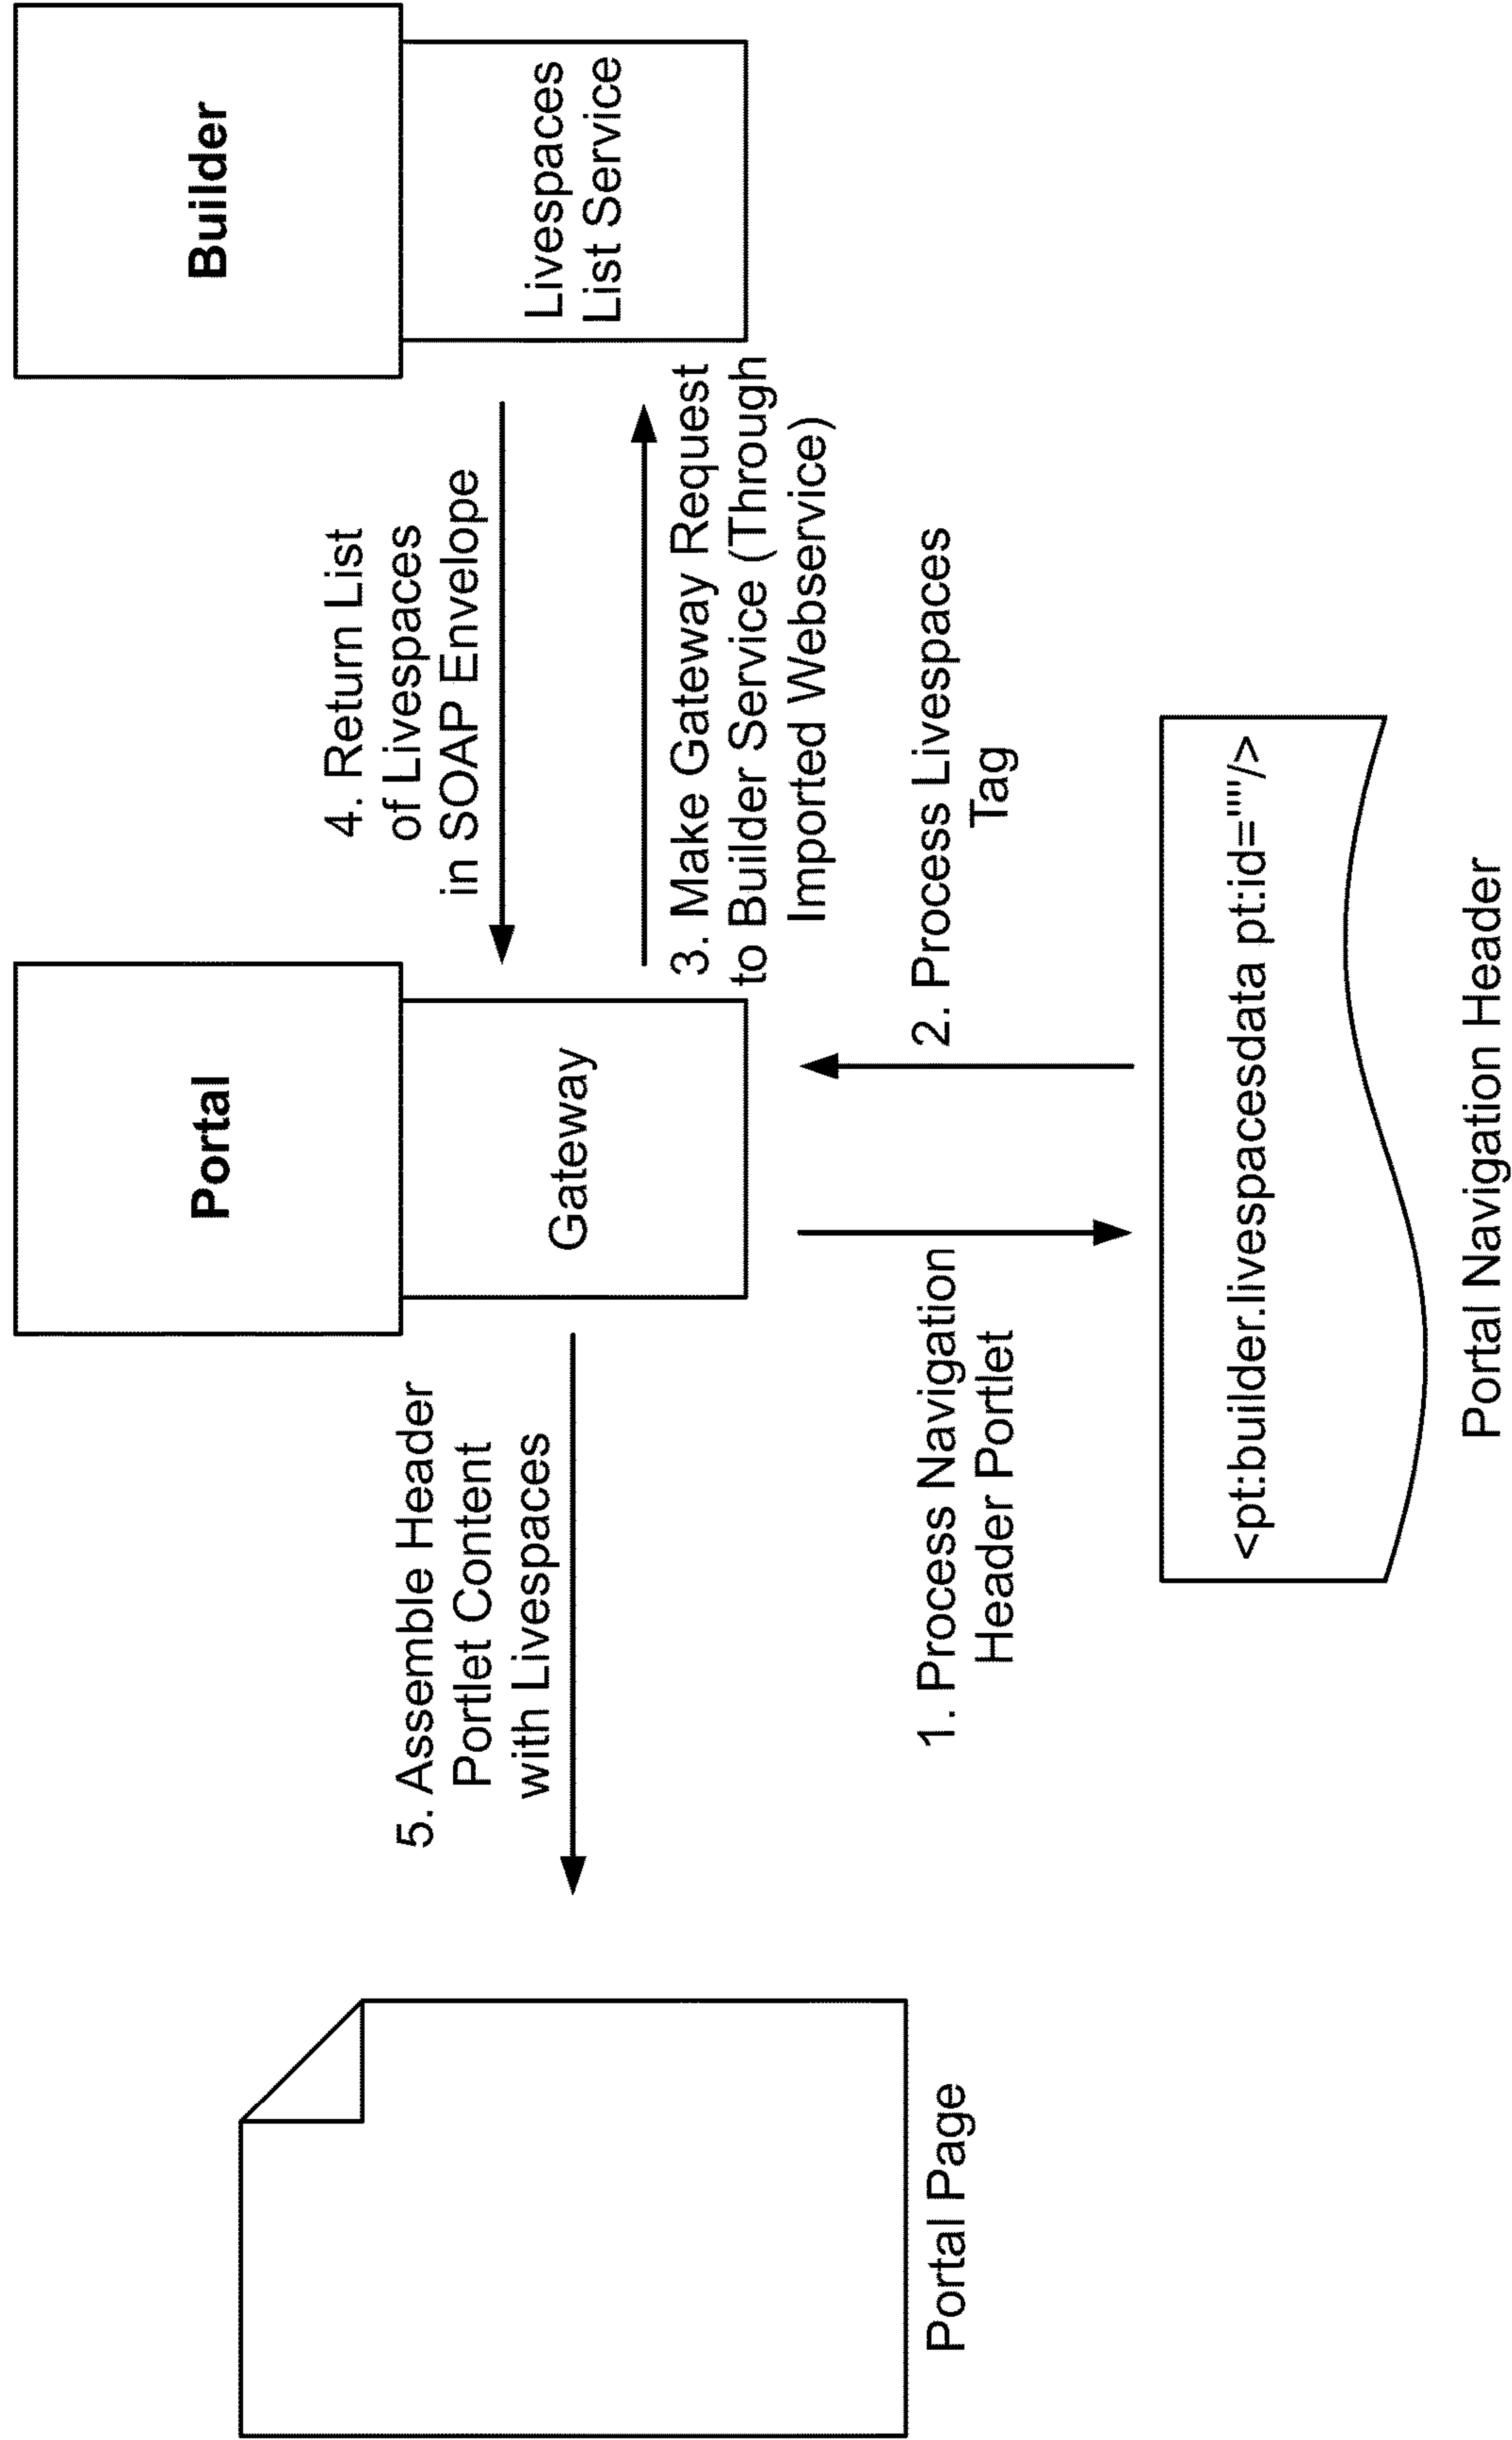 Portal
Gateway
Builder
Livespaces
List Service
5. Assemble Header
Portlet Content
with Livespaces
4. Return List
of Livespaces
in SOAP Envelope
3. Make Gateway Request
to Builder Service (Through
Imported Webservice)
1. Process Navigation
Header Portlet
2. Process Livespaces
Tag
Portal Page
<pt:builder.livespacesdata pt:id=""/>
Portal Navigation Header